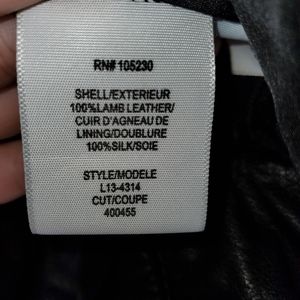 RN# 105230
SHELL/EXTERIEUR
100%LAMB LEATHER/
CUIR D'AGNEAU DE
LINING/DOUBLURE
100%SILK/SOIE
STYLE/MODELE
L13-4314
CUT/COUPE
400455